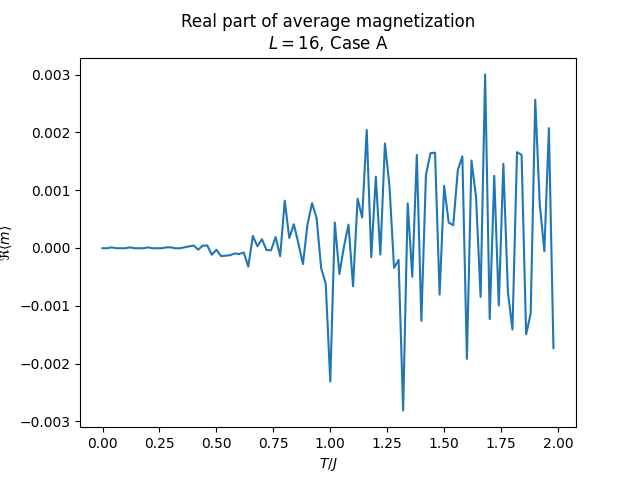 Real part of average magnetization
L = 16, Case A
0.003
0.002
0.001
0.000
−0.001
−0.002
−0.003
ℜ⟨m⟩
0.00 0.25 0.50 0.75 1.00 1.25 1.50 1.75 2.00
T/J